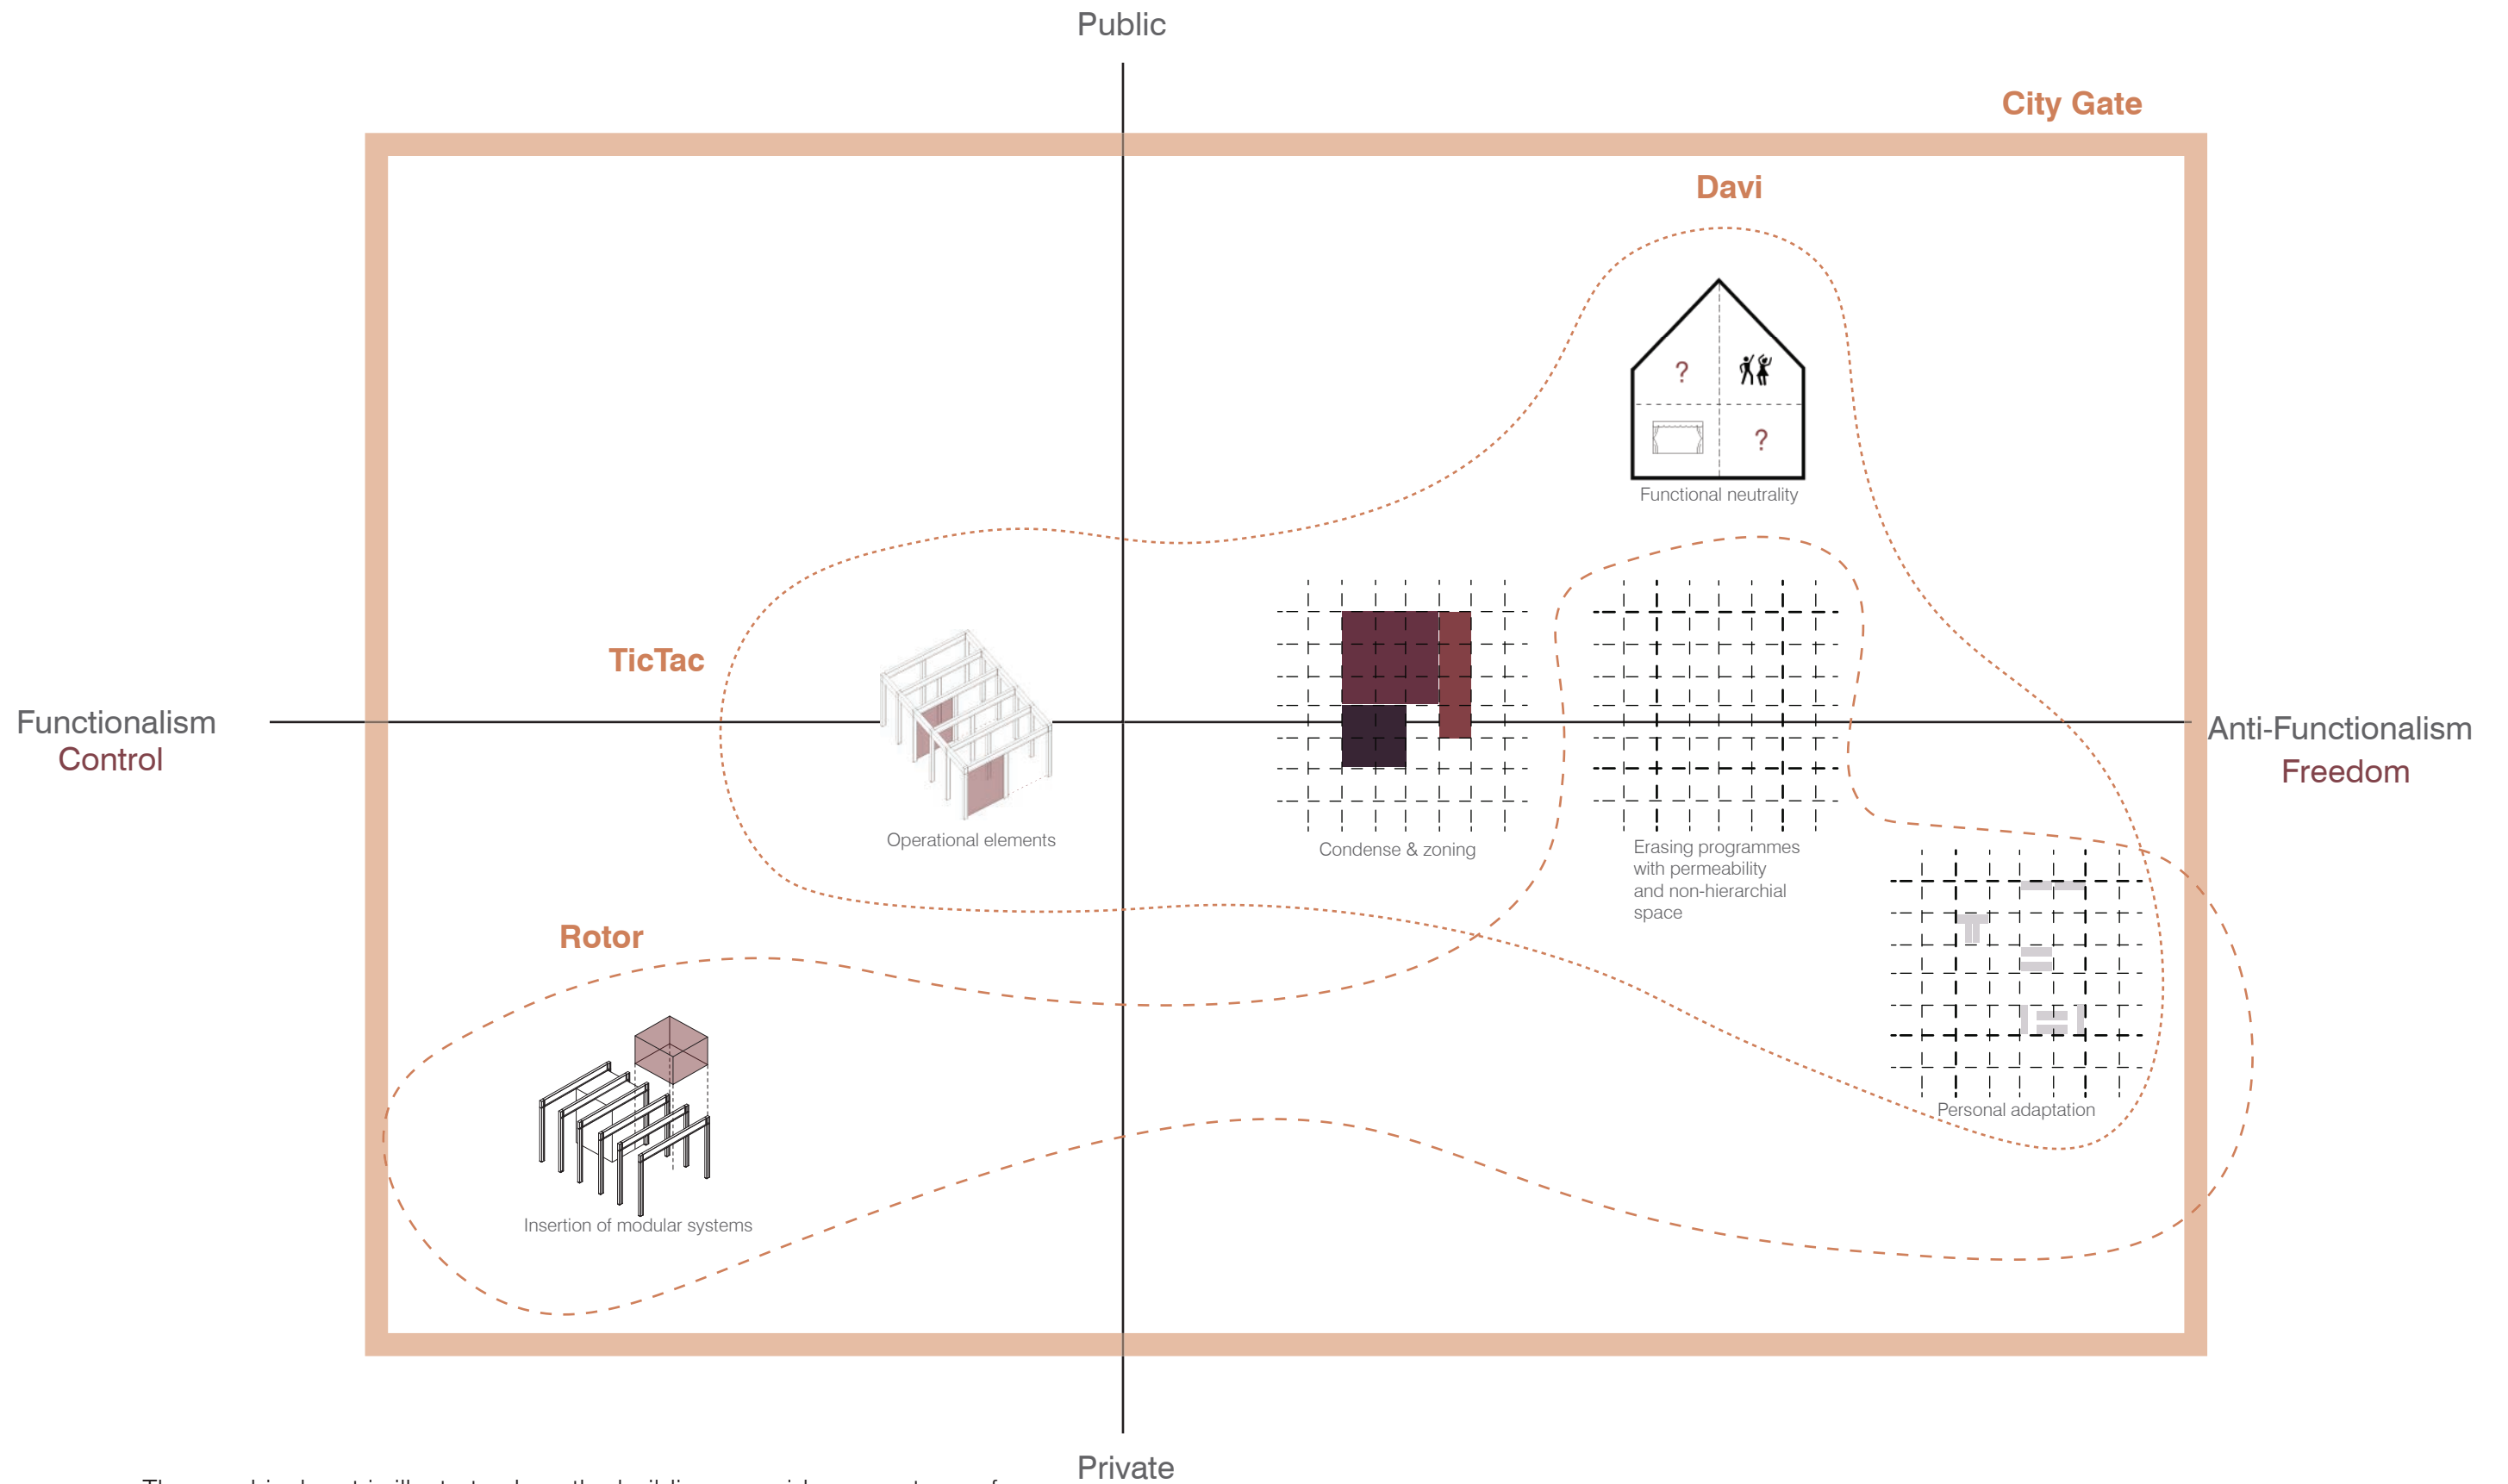 Public
City Gate
Davi
?
?
Functional neutrality
TicTac
Functionalism
Control
Anti-Functionalism
Freedom
Operational elements
Condense & zoning
Erasing programmes
with permeability
and non-hierarchial
space
Rotor
Personal adaptation
Insertion of modular systems
Private